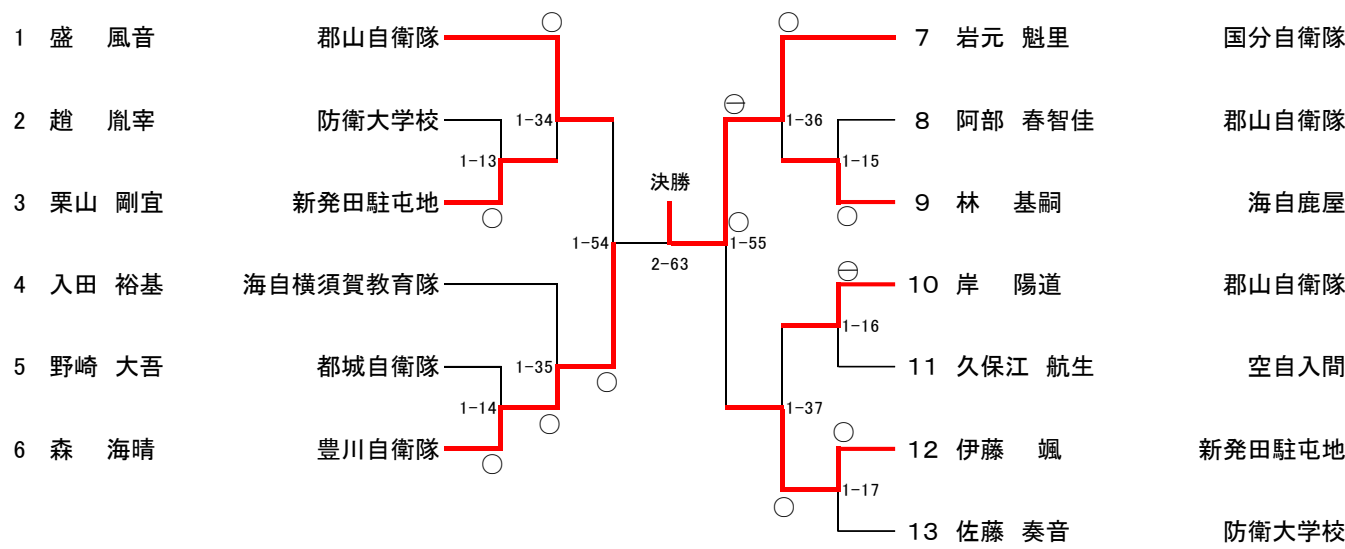 1 盛 風音 郡山自衛隊
2 趙 胤宰 防衛大学校
3 栗山 剛宜 新発田駐屯地
4 入田 裕基 海自横須賀教育隊
5 野崎 大吾 都城自衛隊
6 森 海晴 豊川自衛隊
1-34
1-13
1-54
1-35
1-14
決勝
2-63
1-36
1-15
1-55
1-16
1-37
1-17
7 岩元 魁里 国分自衛隊
8 阿部 春智佳 郡山自衛隊
9 林 基嗣 海自鹿屋
10 岸 陽道 郡山自衛隊
11 久保江 航生 空自入間
12 伊藤 颯 新発田駐屯地
13 佐藤 奏音 防衛大学校